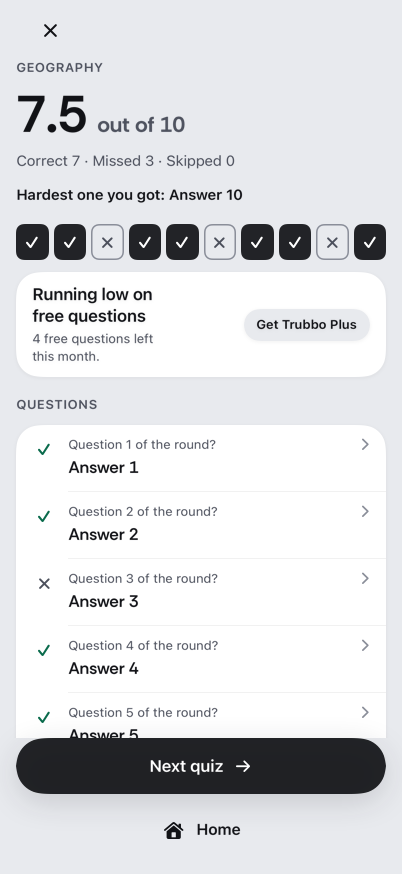 GEOGRAPHY
7.5 out of 10
Correct 7 · Missed 3 · Skipped 0
Hardest one you got: Answer 10
Running low on
free questions
4 free questions left
this month.
Get Trubbo Plus
QUESTIONS
Question 1 of the round?
Answer 1
Question 2 of the round?
Answer 2
Question 3 of the round?
Answer 3
Question 4 of the round?
Answer 4
Question 5 of the round?
Answer 5
Next quiz
Home